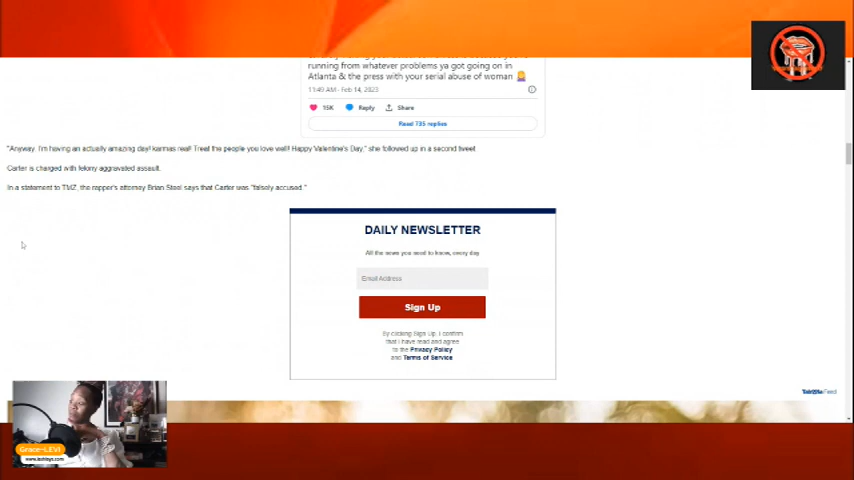 running from whatever problems ya got going on in
Atlanta & the press with your serial abuse of woman 🤷‍♀️
11:49 AM - Feb 14, 2023
15K Reply Share
Read 735 replies
"Anyway. I'm having an actually amazing day! karmas real! Treat the people you love well! Happy Valentine's Day," she followed up in a second tweet
Carter is charged with felony aggravated assault.
In a statement to TMZ, the rapper's attorney Brian Steel says that Carter was "falsely accused."
DAILY NEWSLETTER
All the news you need to know, every day
Email Address
Sign Up
By clicking Sign Up, I confirm
that I have read and agree
to the Privacy Policy
and Terms of Service
Feed
Grace-LEVI